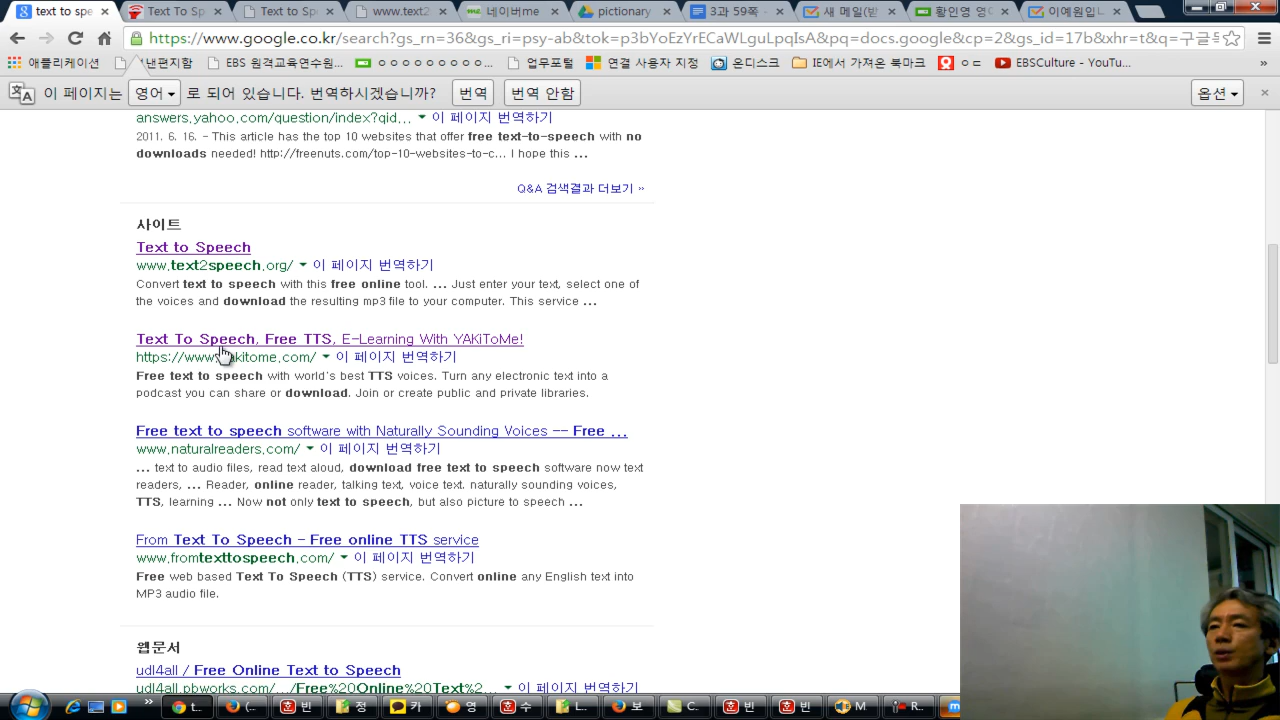 text to spe
Text To Sp
Text to Sp
www.text2
네이버me
pictionary
3과 59쪽
새 메일(받
황인영 영
이예원입니
https://www.google.co.kr/search?gs_rn=36&gs_ri=psy-ab&tok=p3bYoEzYrECaWLguLpqIsA&pq=docs.google&cp=2&gs_id=17b&xhr=t&q=구글
애플리케이션
낸편지함
EBS 원격교육연수원...
업무포털
연결 사용자 지정
온디스크
IE에서 가져온 북마크
ㅇㄷ
EBSCulture - YouTu...
이 페이지는 영어 로 되어 있습니다. 번역하시겠습니까? 번역 번역 안함 옵션
answers.yahoo.com/question/index?qid... 이 페이지 번역하기
2011. 6. 16. - This article has the top 10 websites that offer free text-to-speech with no
downloads needed! http://freenuts.com/top-10-websites-to-c... I hope this ...
Q&A 검색결과 더보기 »
사이트
Text to Speech
www.text2speech.org/ 이 페이지 번역하기
Convert text to speech with this free online tool. ... Just enter your text, select one of
the voices and download the resulting mp3 file to your computer. This service ...
Text To Speech, Free TTS, E-Learning With YAKiToMe!
https://www.yakitome.com/ 이 페이지 번역하기
Free text to speech with world's best TTS voices. Turn any electronic text into a
podcast you can share or download. Join or create public and private libraries.
Free text to speech software with Naturally Sounding Voices -- Free ...
www.naturalreaders.com/ 이 페이지 번역하기
... text to audio files, read text aloud, download free text to speech software now text
readers, ... Reader, online reader, talking text, voice text. naturally sounding voices,
TTS, learning ... Now not only text to speech, but also picture to speech ...
From Text To Speech - Free online TTS service
www.fromtexttospeech.com/ 이 페이지 번역하기
Free web based Text To Speech (TTS) service. Convert online any English text into
MP3 audio file.
웹문서
udl4all / Free Online Text to Speech
udl4all.pbworks.com/.../Free%20Online%20Text%2... 이 페이지 번역하기
t...
(
빈
정
카
영
수
L...
보
C...
빈
빈
M
R...